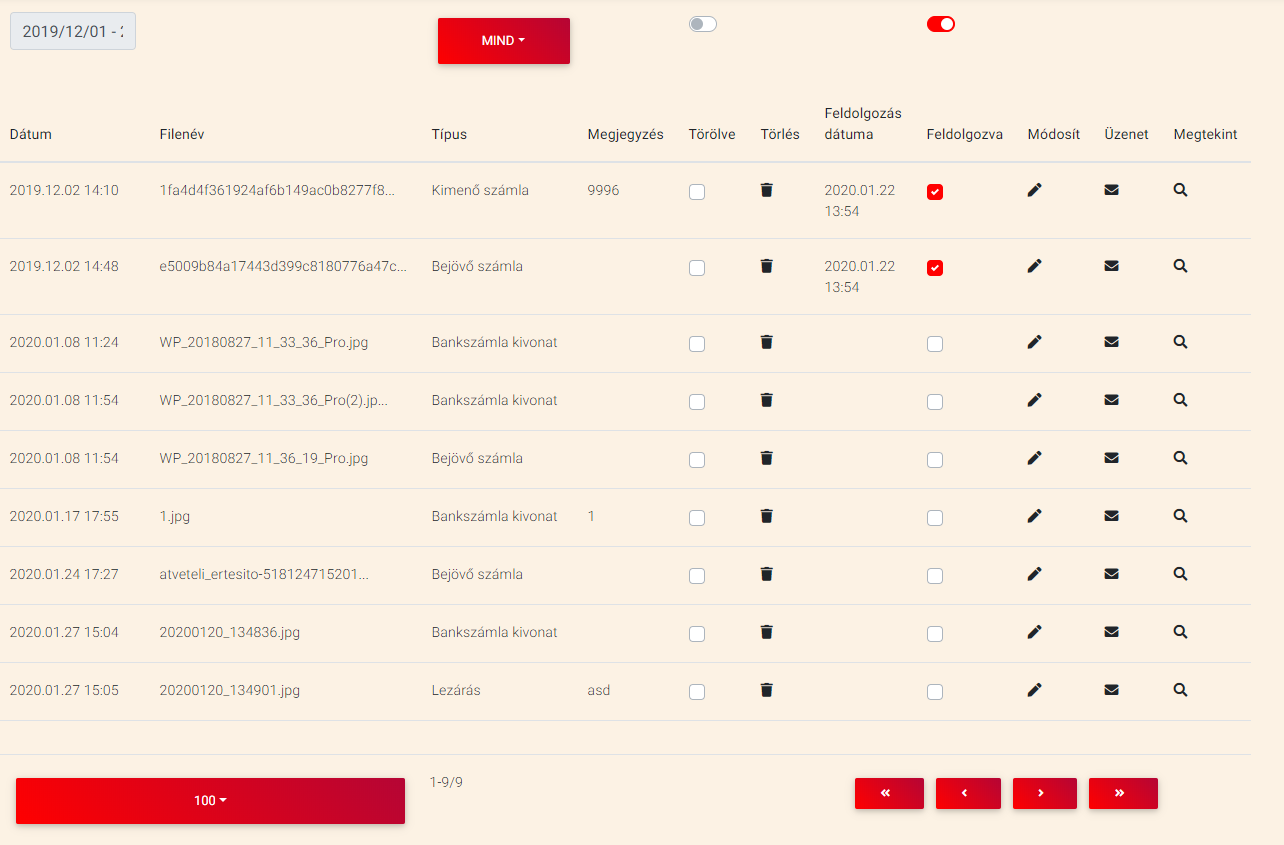 2019/12/01 - 2
MIND
Dátum Filenév Típus Megjegyzés Törölve Törlés Feldolgozás dátuma Feldolgozva Módosít Üzenet Megtekint
2019.12.02 14:10 1fa4d4f361924af6b149ac0b8277f8... Kimenő számla 9996 2020.01.22 13:54
2019.12.02 14:48 e5009b84a17443d399c8180776a47c... Bejövő számla 2020.01.22 13:54
2020.01.08 11:24 WP_20180827_11_33_36_Pro.jpg Bankszámla kivonat
2020.01.08 11:54 WP_20180827_11_33_36_Pro(2).jp... Bankszámla kivonat
2020.01.08 11:54 WP_20180827_11_36_19_Pro.jpg Bejövő számla
2020.01.17 17:55 1.jpg Bankszámla kivonat 1
2020.01.24 17:27 atveteli_ertesito-518124715201... Bejövő számla
2020.01.27 15:04 20200120_134836.jpg Bankszámla kivonat
2020.01.27 15:05 20200120_134901.jpg Lezárás asd
100 1-9/9 « ‹ › »